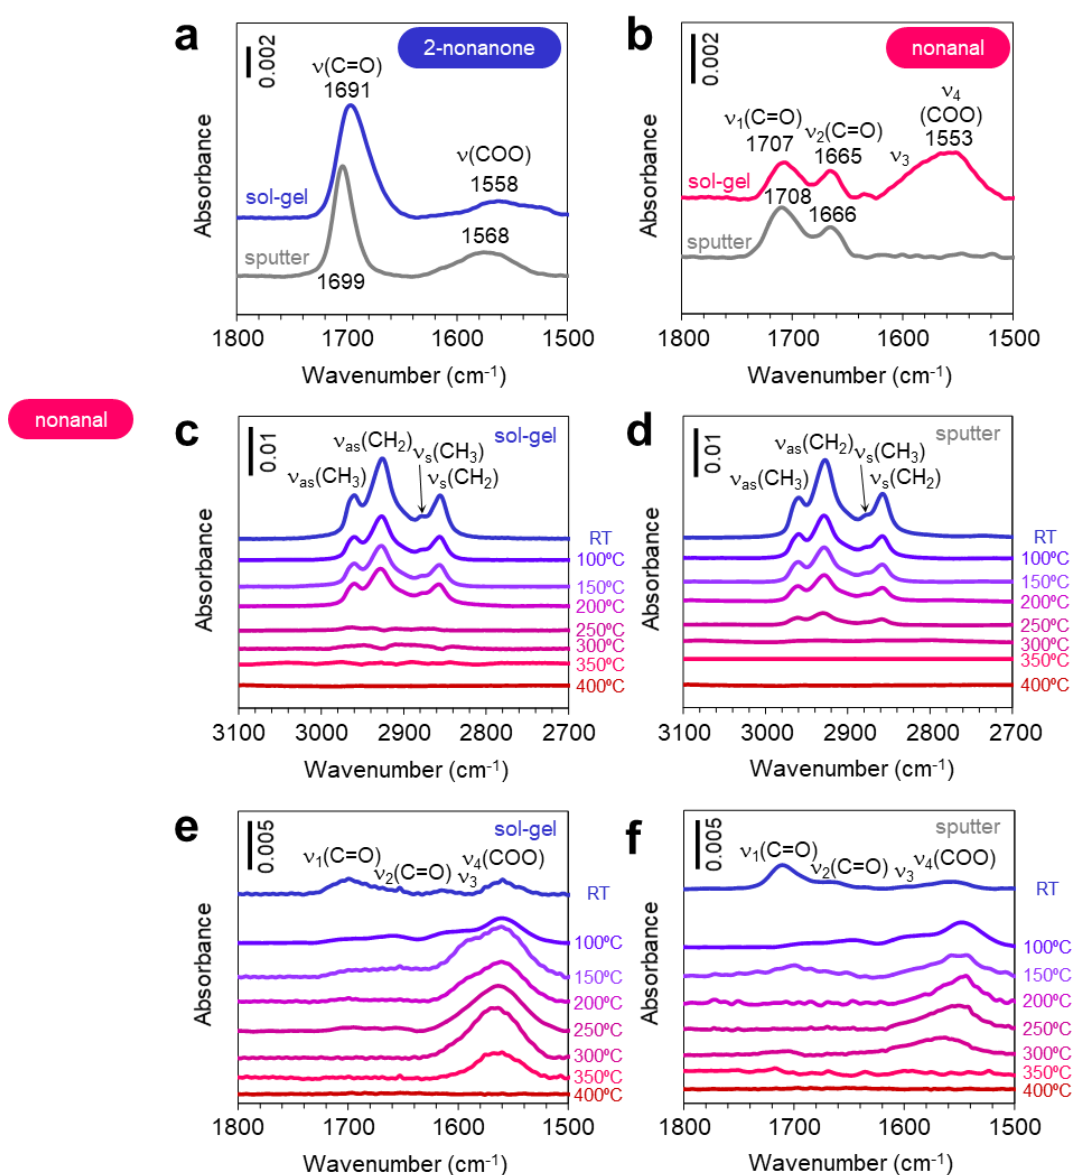 a
2-nonanone
0.002
ν(C=O)
1691
ν(COO)
1558
sol-gel
sputter
1568
1699
Absorbance
1800 1700 1600 1500
Wavenumber (cm⁻¹)
b
nonanal
0.002
ν₄
(COO)
1553
ν₁(C=O)
1707
ν₂(C=O)
1665
ν₃
sol-gel
1708
1666
sputter
Absorbance
1800 1700 1600 1500
Wavenumber (cm⁻¹)
nonanal
c
sol-gel
0.01
νas(CH₂)
νs(CH₃)
νas(CH₃)
νs(CH₂)
RT
100ºC
150ºC
200ºC
250ºC
300ºC
350ºC
400ºC
Absorbance
3100 3000 2900 2800 2700
Wavenumber (cm⁻¹)
d
sputter
0.01
νas(CH₂)
νs(CH₃)
νas(CH₃)
νs(CH₂)
RT
100ºC
150ºC
200ºC
250ºC
300ºC
350ºC
400ºC
Absorbance
3100 3000 2900 2800 2700
Wavenumber (cm⁻¹)
e
sol-gel
0.005
ν₁(C=O)
ν₂(C=O)
ν₄(COO)
ν₃
RT
100ºC
150ºC
200ºC
250ºC
300ºC
350ºC
400ºC
Absorbance
1800 1700 1600 1500
Wavenumber (cm⁻¹)
f
sputter
0.005
ν₁(C=O)
ν₂(C=O)
ν₄(COO)
ν₃
RT
100ºC
150ºC
200ºC
250ºC
300ºC
350ºC
400ºC
Absorbance
1800 1700 1600 1500
Wavenumber (cm⁻¹)